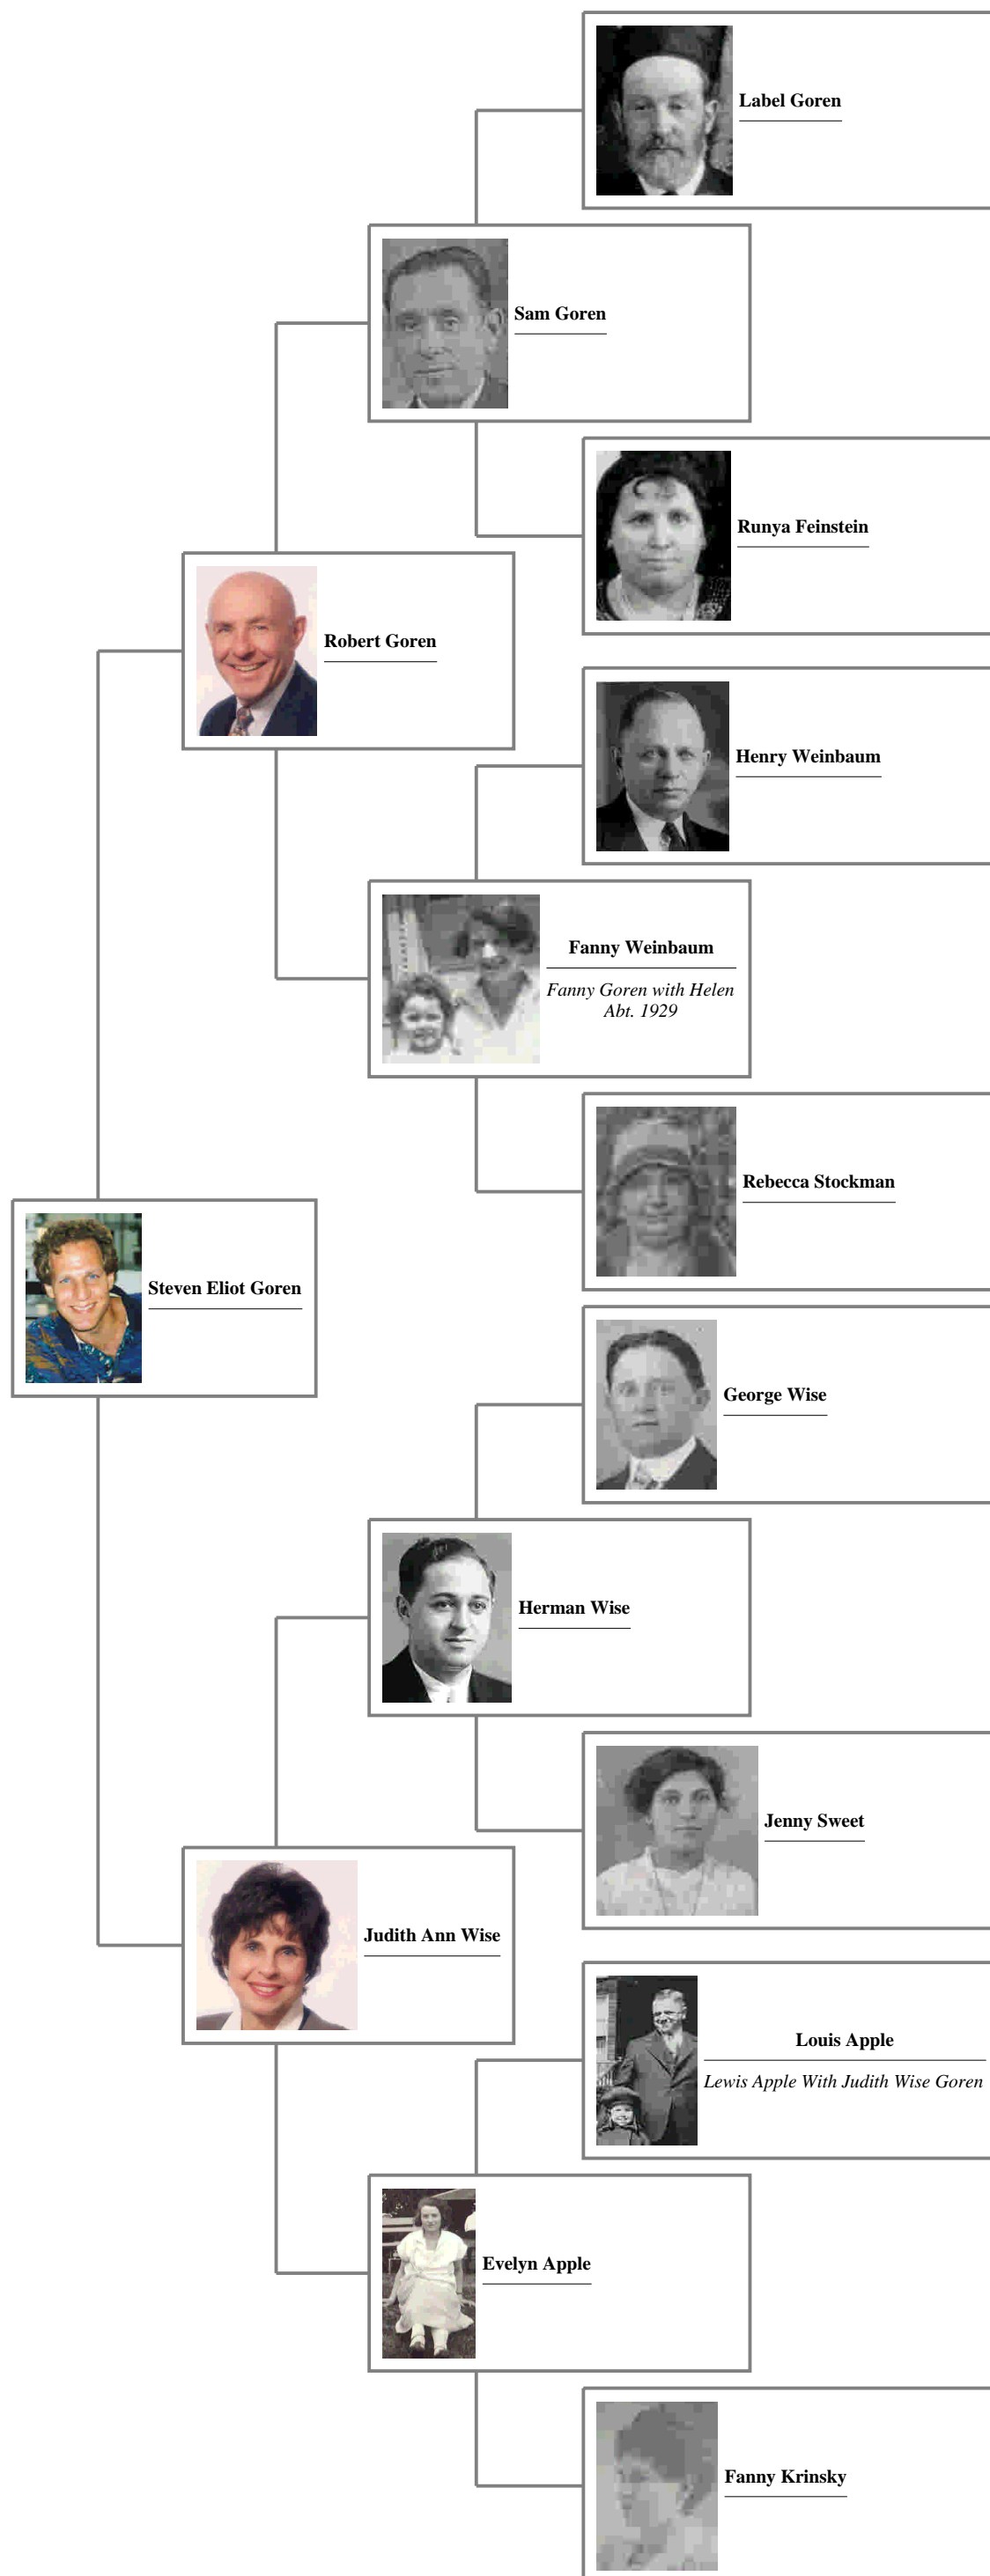 Label Goren
Sam Goren
Runya Feinstein
Robert Goren
Henry Weinbaum
Fanny Weinbaum
Fanny Goren with Helen
Abt. 1929
Rebecca Stockman
Steven Eliot Goren
George Wise
Herman Wise
Jenny Sweet
Judith Ann Wise
Louis Apple
Lewis Apple With Judith Wise Goren
Evelyn Apple
Fanny Krinsky